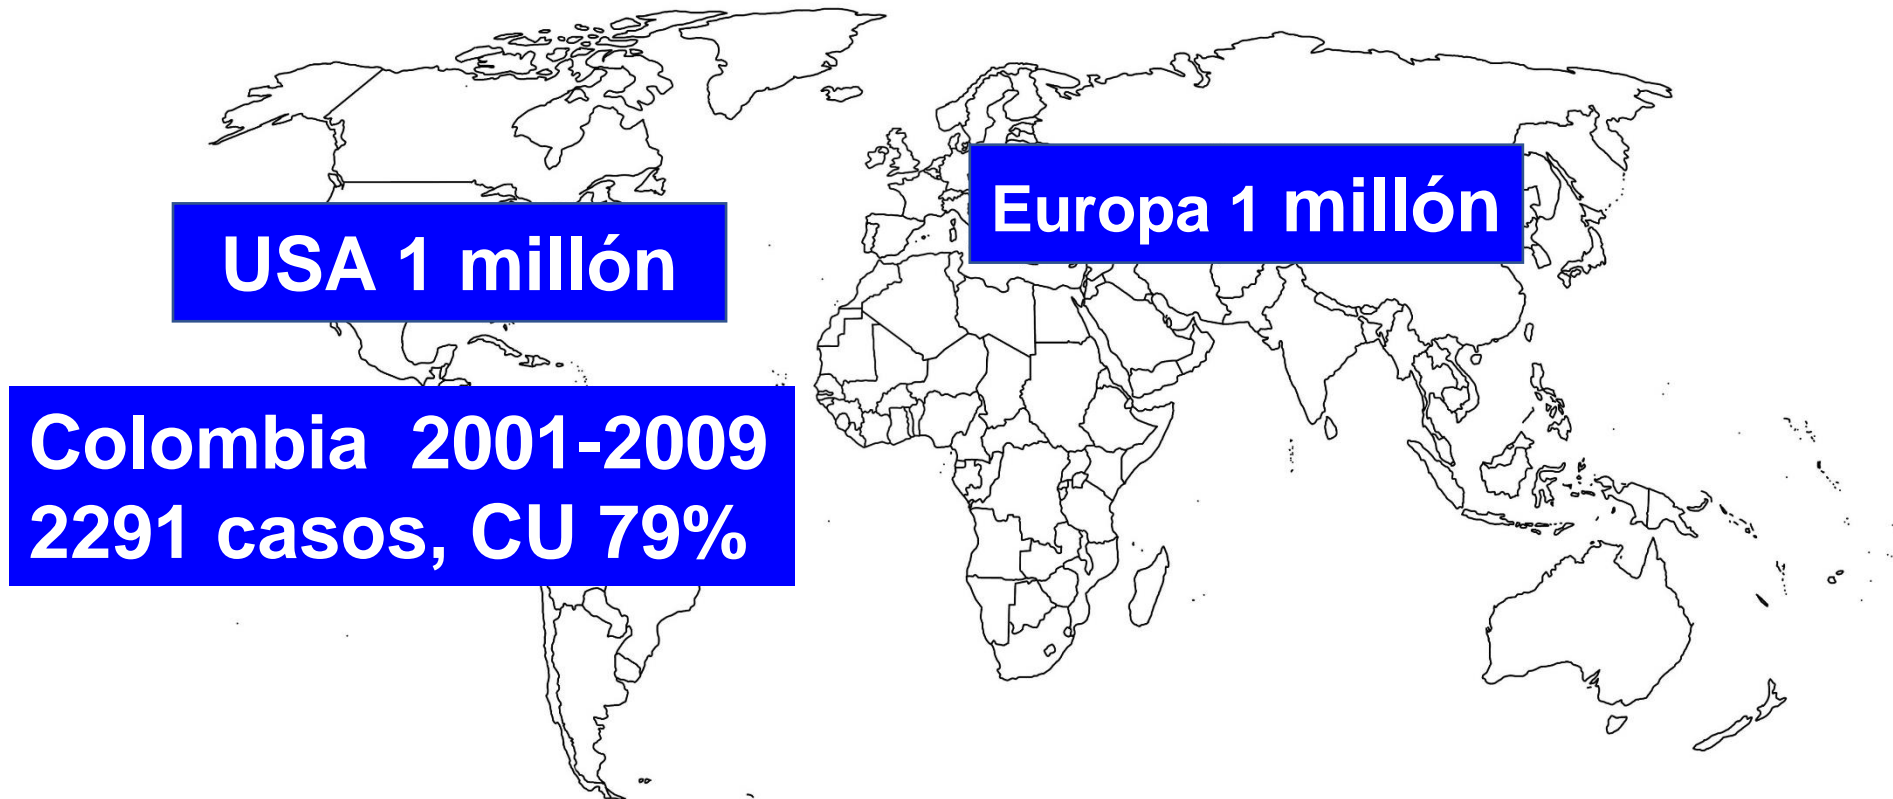 USA 1 millón
Europa 1 millón
Colombia 2001-2009
2291 casos, CU 79%